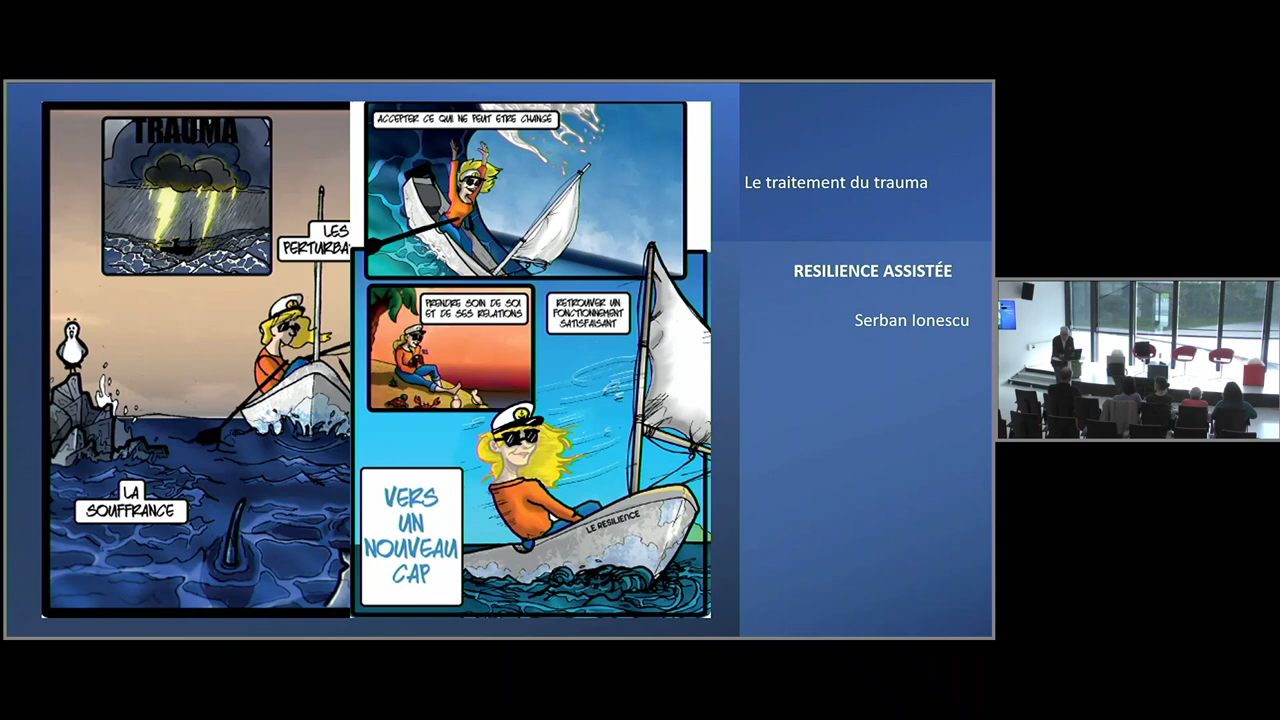 TRAUMA
LES
PERTURBA
LA
SOUFFRANCE
ACCEPTER CE QUI NE PEUT ETRE CHANGE
PRENDRE SOIN DE SOI
ET DE SES RELATIONS
RETROUVER UN
FONCTIONNEMENT
SATISFAISANT
VERS
UN
NOUVEAU
CAP
LE RESILIENCE
Le traitement du trauma
RESILIENCE ASSISTÉE
Serban Ionescu